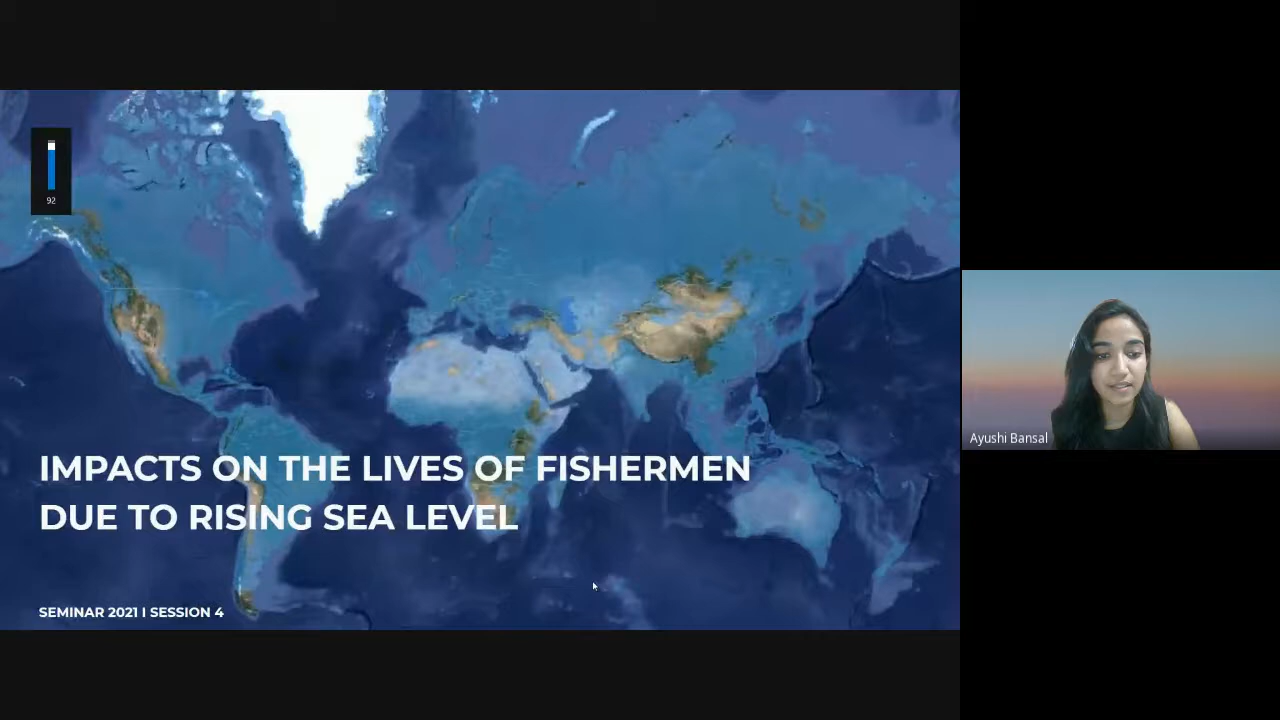 92
IMPACTS ON THE LIVES OF FISHERMEN
DUE TO RISING SEA LEVEL
SEMINAR 2021 I SESSION 4
Ayushi Bansal